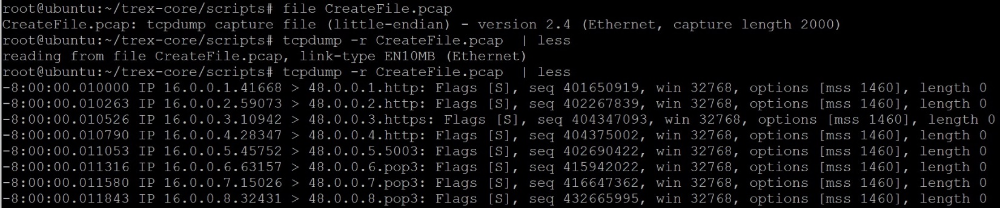 root@ubuntu:~/trex-core/scripts# file CreateFile.pcap
CreateFile.pcap: tcpdump capture file (little-endian) - version 2.4 (Ethernet, capture length 2000)
root@ubuntu:~/trex-core/scripts# tcpdump -r CreateFile.pcap  | less
reading from file CreateFile.pcap, link-type EN10MB (Ethernet)
root@ubuntu:~/trex-core/scripts# tcpdump -r CreateFile.pcap  | less
-8:00:00.010000 IP 16.0.0.1.41668 > 48.0.0.1.http: Flags [S], seq 401650919, win 32768, options [mss 1460], length 0
-8:00:00.010263 IP 16.0.0.2.59073 > 48.0.0.2.http: Flags [S], seq 402267839, win 32768, options [mss 1460], length 0
-8:00:00.010526 IP 16.0.0.3.10942 > 48.0.0.3.https: Flags [S], seq 404347093, win 32768, options [mss 1460], length 0
-8:00:00.010790 IP 16.0.0.4.28347 > 48.0.0.4.http: Flags [S], seq 404375002, win 32768, options [mss 1460], length 0
-8:00:00.011053 IP 16.0.0.5.45752 > 48.0.0.5.5003: Flags [S], seq 402690422, win 32768, options [mss 1460], length 0
-8:00:00.011316 IP 16.0.0.6.63157 > 48.0.0.6.pop3: Flags [S], seq 415942022, win 32768, options [mss 1460], length 0
-8:00:00.011580 IP 16.0.0.7.15026 > 48.0.0.7.pop3: Flags [S], seq 416647362, win 32768, options [mss 1460], length 0
-8:00:00.011843 IP 16.0.0.8.32431 > 48.0.0.8.pop3: Flags [S], seq 432665995, win 32768, options [mss 1460], length 0